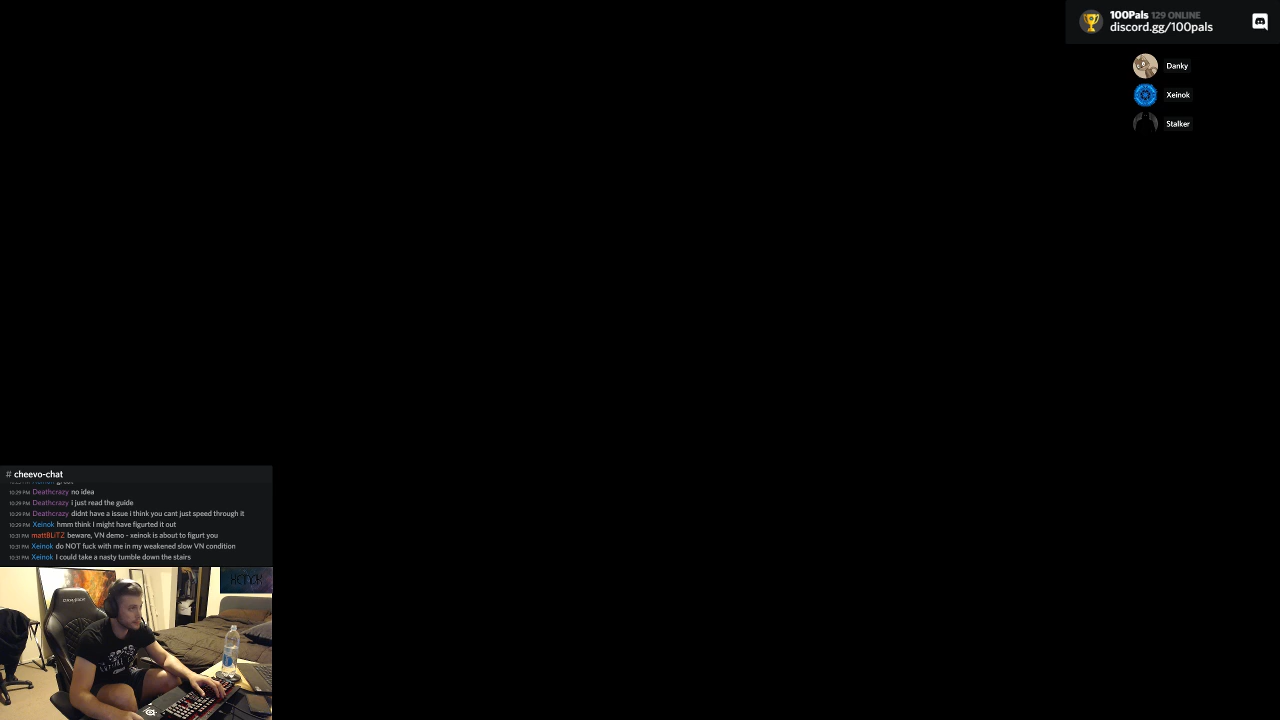 100Pals 129 ONLINE
discord.gg/100pals
Danky
Xeinok
Stalker
# cheevo-chat
10:29 PM Deathcrazy no idea
10:29 PM Deathcrazy i just read the guide
10:29 PM Deathcrazy didnt have a issue i think you cant just speed through it
10:29 PM Xeinok hmm think I might have figurted it out
10:31 PM mattBLiTZ beware, VN demo - xeinok is about to figurt you
10:31 PM Xeinok do NOT fuck with me in my weakened slow VN condition
10:31 PM Xeinok I could take a nasty tumble down the stairs